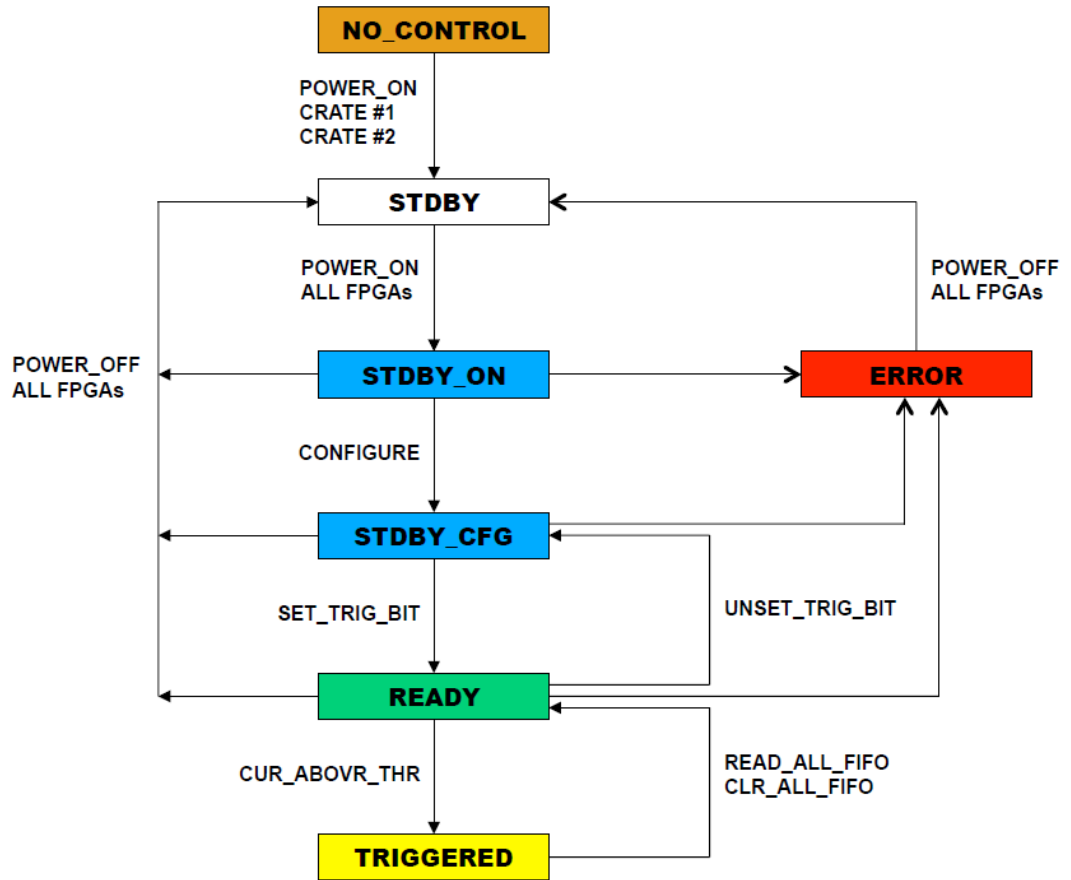 NO_CONTROL
POWER_ON
CRATE #1
CRATE #2
STDBY
POWER_ON
ALL FPGAs
POWER_OFF
ALL FPGAs
POWER_OFF
ALL FPGAs
STDBY_ON
ERROR
CONFIGURE
STDBY_CFG
SET_TRIG_BIT
UNSET_TRIG_BIT
READY
CUR_ABOVR_THR
READ_ALL_FIFO
CLR_ALL_FIFO
TRIGGERED